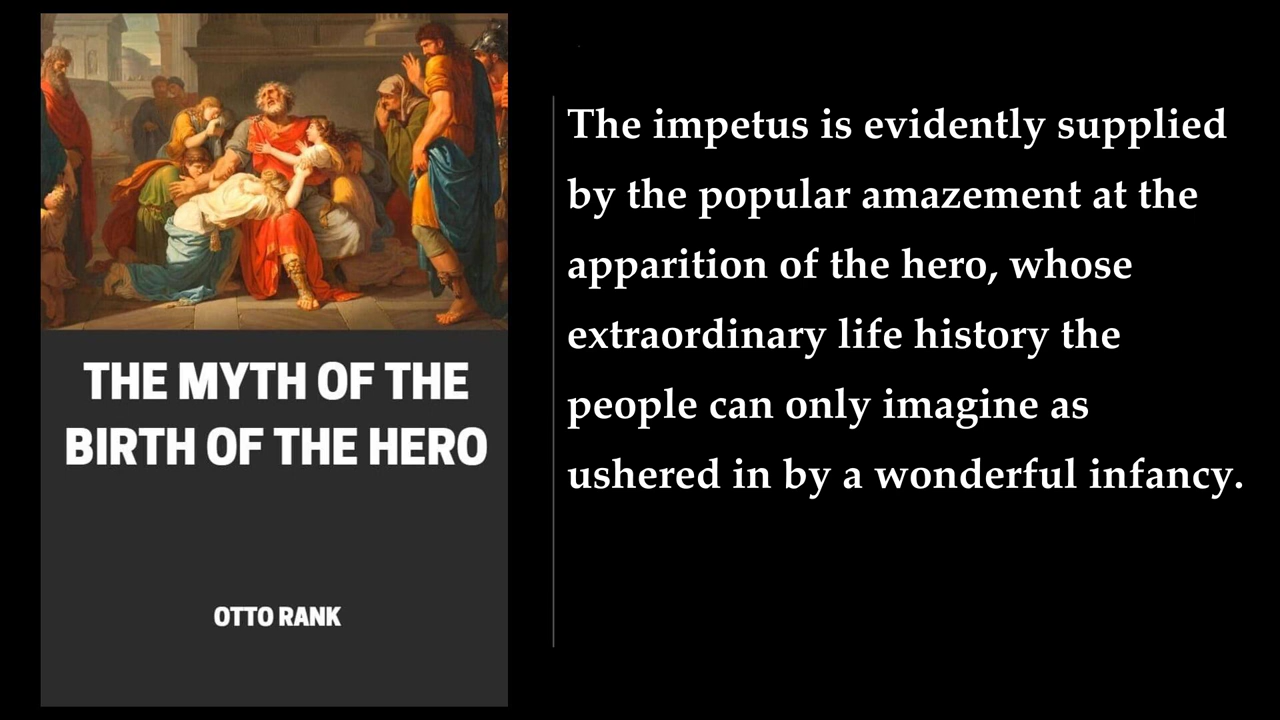 THE MYTH OF THE
BIRTH OF THE HERO
OTTO RANK
The impetus is evidently supplied
by the popular amazement at the
apparition of the hero, whose
extraordinary life history the
people can only imagine as
ushered in by a wonderful infancy.